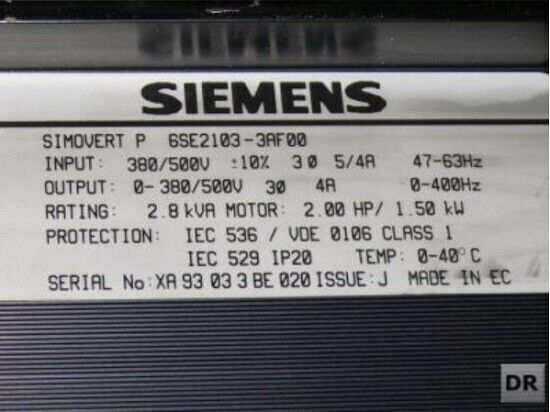 SIEMENS
SIMOVERT P 6SE2103-3AF00
INPUT: 380/500V ±10% 30 5/4A 47-63Hz
OUTPUT: 0-380/500V 30 4A 0-400Hz
RATING: 2.8 kVA MOTOR: 2.00 HP/ 1.50 kW
PROTECTION: IEC 536 / VDE 0106 CLASS 1
IEC 529 IP20 TEMP: 0-40°C
SERIAL No: XA 93 03 3 BE 020 ISSUE: J MADE IN EC
DR